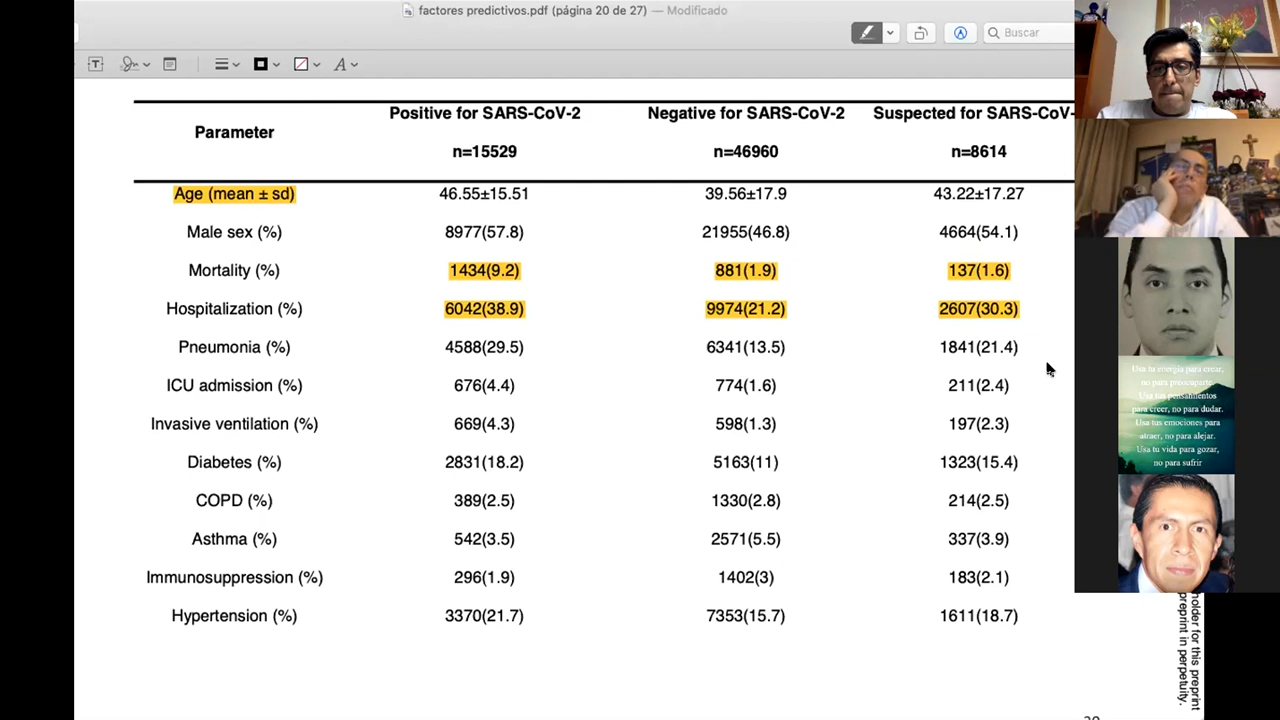 factores predictivos.pdf (página 20 de 27) — Modificado
Buscar
Parameter
Positive for SARS-CoV-2
n=15529
Negative for SARS-CoV-2
n=46960
Suspected for SARS-CoV-
n=8614
Age (mean ± sd) 46.55±15.51 39.56±17.9 43.22±17.27
Male sex (%) 8977(57.8) 21955(46.8) 4664(54.1)
Mortality (%) 1434(9.2) 881(1.9) 137(1.6)
Hospitalization (%) 6042(38.9) 9974(21.2) 2607(30.3)
Pneumonia (%) 4588(29.5) 6341(13.5) 1841(21.4)
ICU admission (%) 676(4.4) 774(1.6) 211(2.4)
Invasive ventilation (%) 669(4.3) 598(1.3) 197(2.3)
Diabetes (%) 2831(18.2) 5163(11) 1323(15.4)
COPD (%) 389(2.5) 1330(2.8) 214(2.5)
Asthma (%) 542(3.5) 2571(5.5) 337(3.9)
Immunosuppression (%) 296(1.9) 1402(3) 183(2.1)
Hypertension (%) 3370(21.7) 7353(15.7) 1611(18.7)
Usa tu energía para crear,
no para preocuparte.
Usa tus pensamientos
para creer, no para dudar.
Usa tus emociones para
atraer, no para alejar.
Usa tu vida para gozar,
no para sufrir
holder for this preprint
preprint in perpetuity.